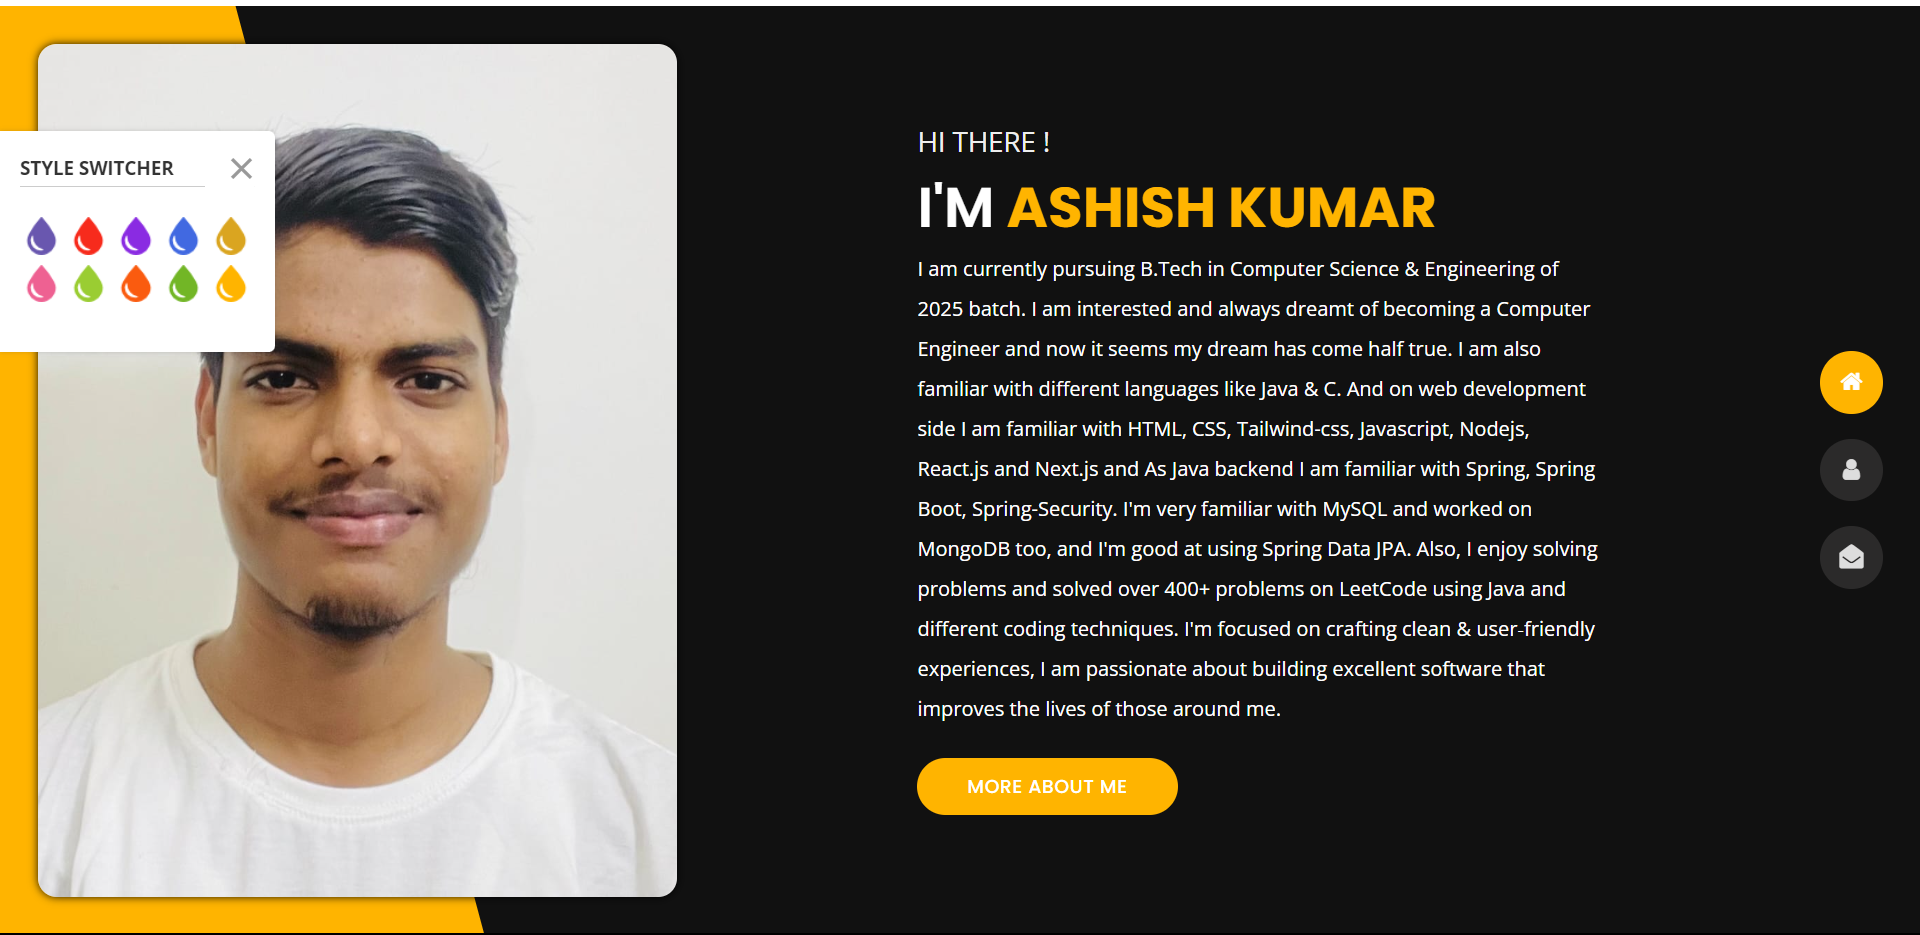 STYLE SWITCHER
HI THERE !
I'M ASHISH KUMAR
I am currently pursuing B.Tech in Computer Science & Engineering of
2025 batch. I am interested and always dreamt of becoming a Computer
Engineer and now it seems my dream has come half true. I am also
familiar with different languages like Java & C. And on web development
side I am familiar with HTML, CSS, Tailwind-css, Javascript, Nodejs,
React.js and Next.js and As Java backend I am familiar with Spring, Spring
Boot, Spring-Security. I'm very familiar with MySQL and worked on
MongoDB too, and I'm good at using Spring Data JPA. Also, I enjoy solving
problems and solved over 400+ problems on LeetCode using Java and
different coding techniques. I'm focused on crafting clean & user-friendly
experiences, I am passionate about building excellent software that
improves the lives of those around me.
MORE ABOUT ME